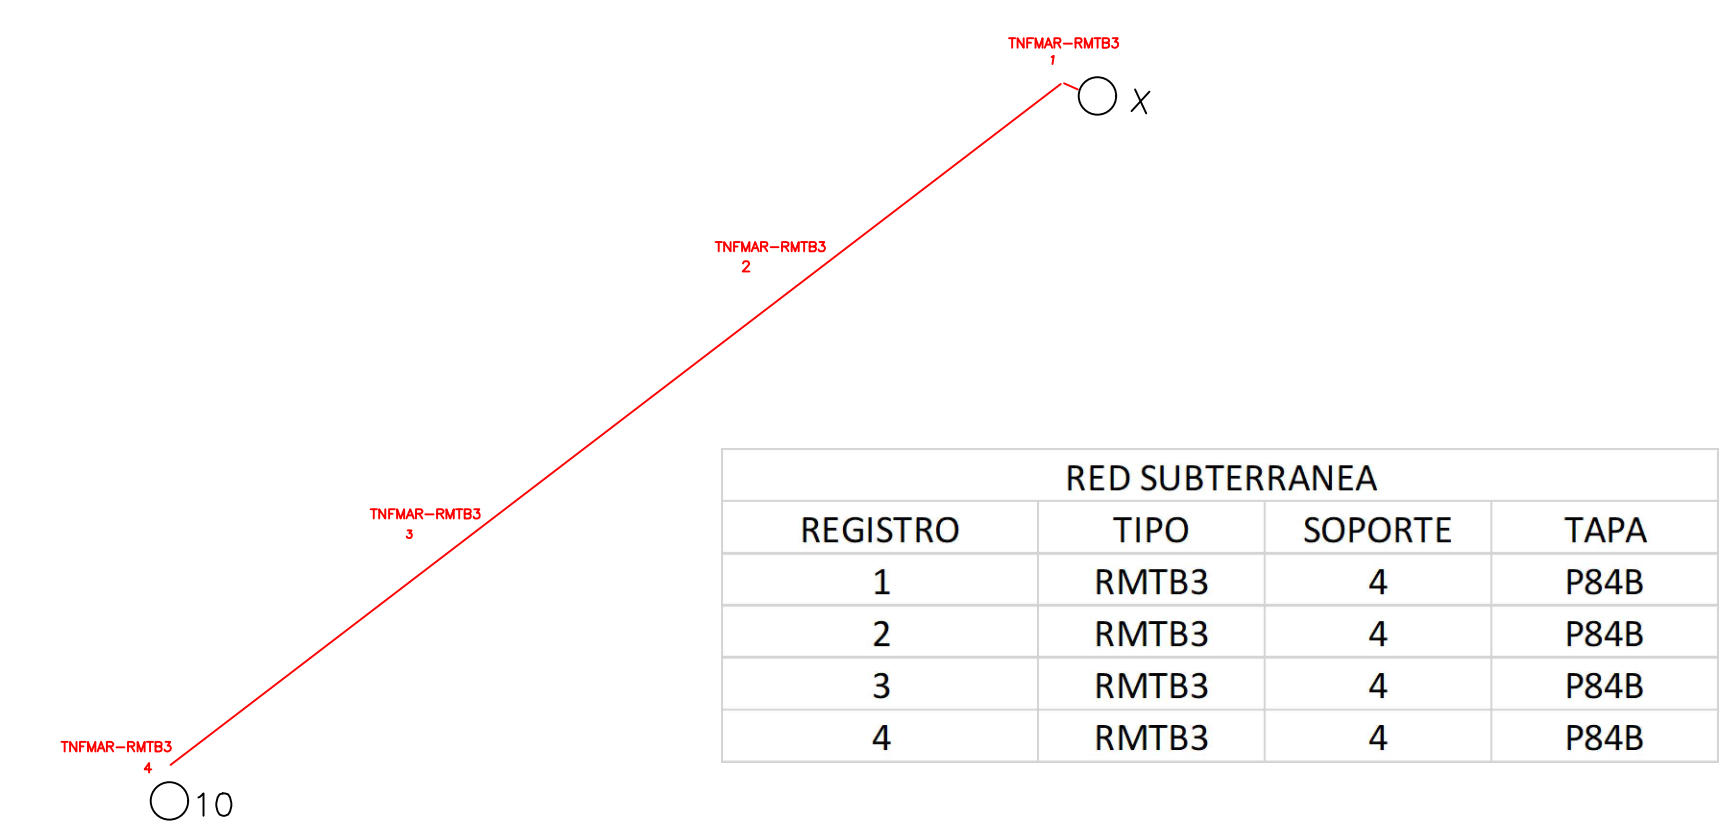 TNFMAR-RMTB3
1
X
TNFMAR-RMTB3
2
TNFMAR-RMTB3
3
TNFMAR-RMTB3
4
10
RED SUBTERRANEA
REGISTRO TIPO SOPORTE TAPA
1 RMTB3 4 P84B
2 RMTB3 4 P84B
3 RMTB3 4 P84B
4 RMTB3 4 P84B